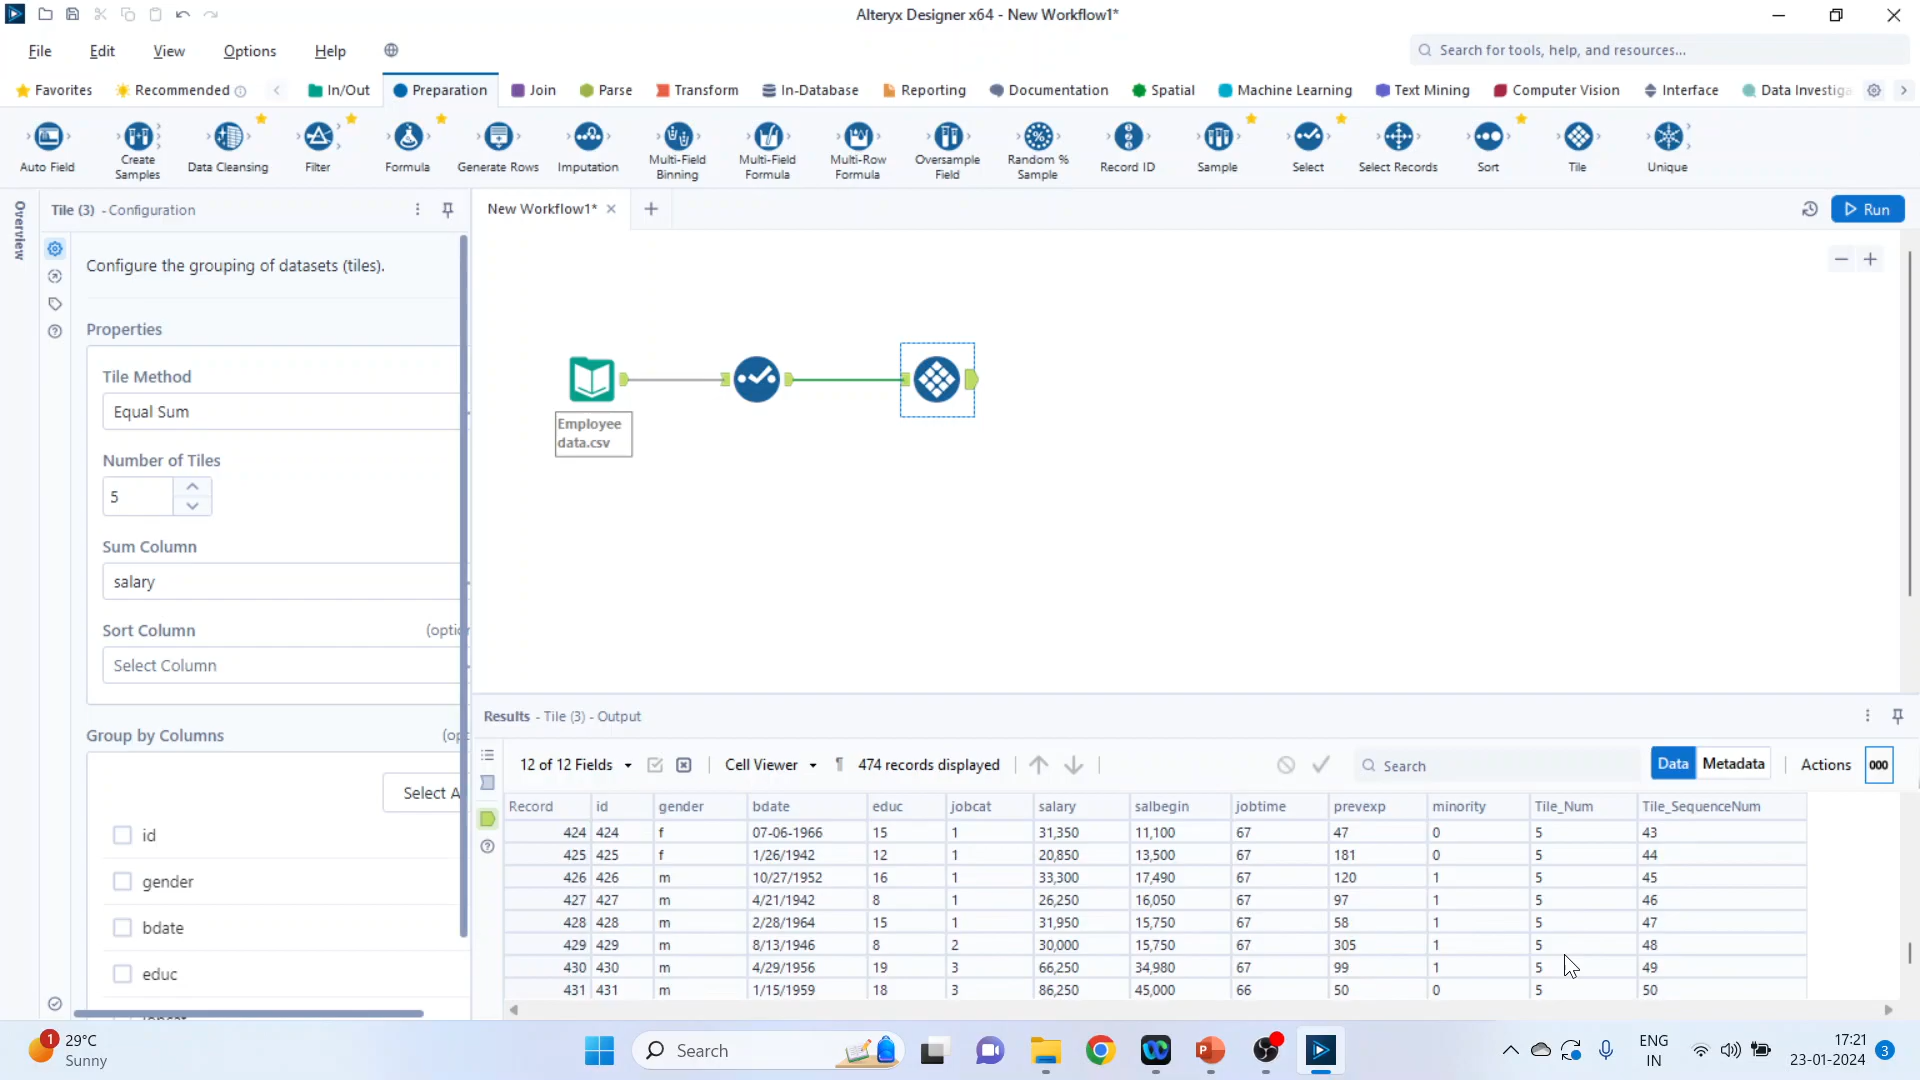 Alteryx Designer x64 - New Workflow1*
File Edit View Options Help
Search for tools, help, and resources...
Favorites Recommended In/Out Preparation Join Parse Transform In-Database Reporting Documentation Spatial Machine Learning Text Mining Computer Vision Interface Data Investiga
Auto Field Create Samples Data Cleansing Filter Formula Generate Rows Imputation Multi-Field Binning Multi-Field Formula Multi-Row Formula Oversample Field Random % Sample Record ID Sample Select Select Records Sort Tile Unique
Overview
Tile (3) - Configuration
New Workflow1*
Run
Configure the grouping of datasets (tiles).
Properties
Tile Method
Equal Sum
Number of Tiles
5
Sum Column
salary
Sort Column (optio
Select Column
Group by Columns (op
Select A
id
gender
bdate
educ
Employee
data.csv
Results - Tile (3) - Output
12 of 12 Fields Cell Viewer 474 records displayed Search Data Metadata Actions 000
Record id gender bdate educ jobcat salary salbegin jobtime prevexp minority Tile_Num Tile_SequenceNum
424 424 f 07-06-1966 15 1 31,350 11,100 67 47 0 5 43
425 425 f 1/26/1942 12 1 20,850 13,500 67 181 0 5 44
426 426 m 10/27/1952 16 1 33,300 17,490 67 120 1 5 45
427 427 m 4/21/1942 8 1 26,250 16,050 67 97 1 5 46
428 428 m 2/28/1964 15 1 31,950 15,750 67 58 1 5 47
429 429 m 8/13/1946 8 2 30,000 15,750 67 305 1 5 48
430 430 m 4/29/1956 19 3 66,250 34,980 67 99 1 5 49
431 431 m 1/15/1959 18 3 86,250 45,000 66 50 0 5 50
1
29°C
Sunny
Search
ENG
IN
17:21
23-01-2024
3